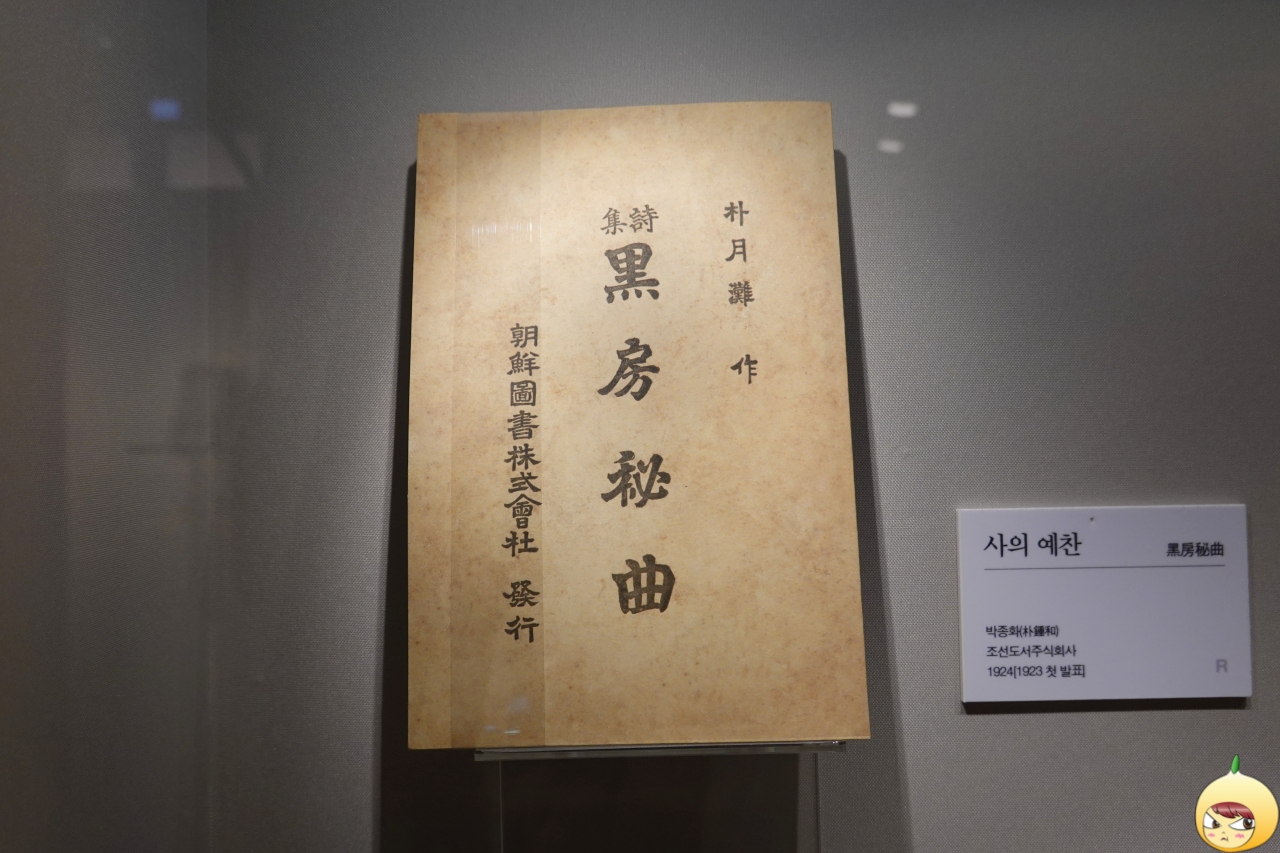 朴月灘 作
詩集
黒房秘曲
朝鮮圖書株式會社 發行
사의 예찬
黑房秘曲
박종화(朴鍾和)
조선도서주식회사
1924[1923 첫 발표]
R